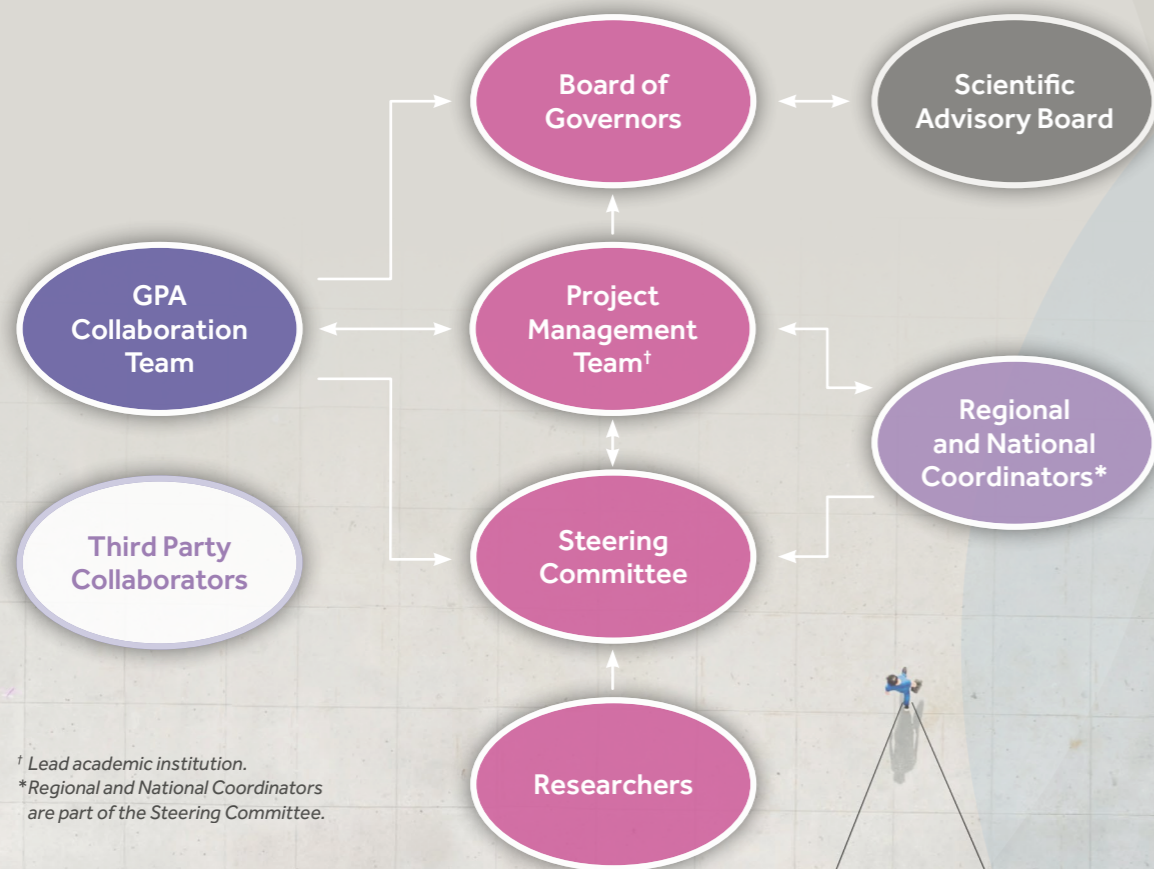 Board of
Governors
Scientific
Advisory Board
GPA
Collaboration
Team
Project
Management
Team†
Regional
and National
Coordinators*
Third Party
Collaborators
Steering
Committee
Researchers
† Lead academic institution.
*Regional and National Coordinators
are part of the Steering Committee.